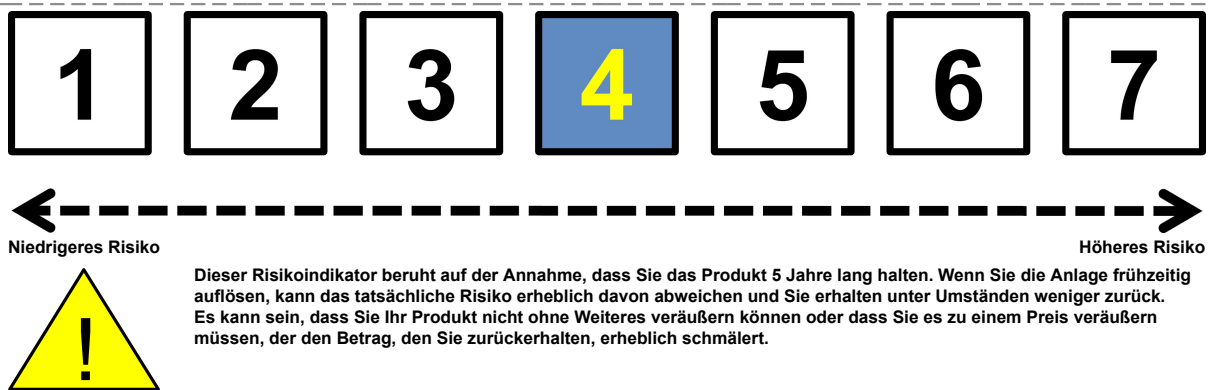 1 2 3 4 5 6 7
Niedrigeres Risiko Höheres Risiko
Dieser Risikoindikator beruht auf der Annahme, dass Sie das Produkt 5 Jahre lang halten. Wenn Sie die Anlage frühzeitig
auflösen, kann das tatsächliche Risiko erheblich davon abweichen und Sie erhalten unter Umständen weniger zurück.
Es kann sein, dass Sie Ihr Produkt nicht ohne Weiteres veräußern können oder dass Sie es zu einem Preis veräußern
müssen, der den Betrag, den Sie zurückerhalten, erheblich schmälert.
!